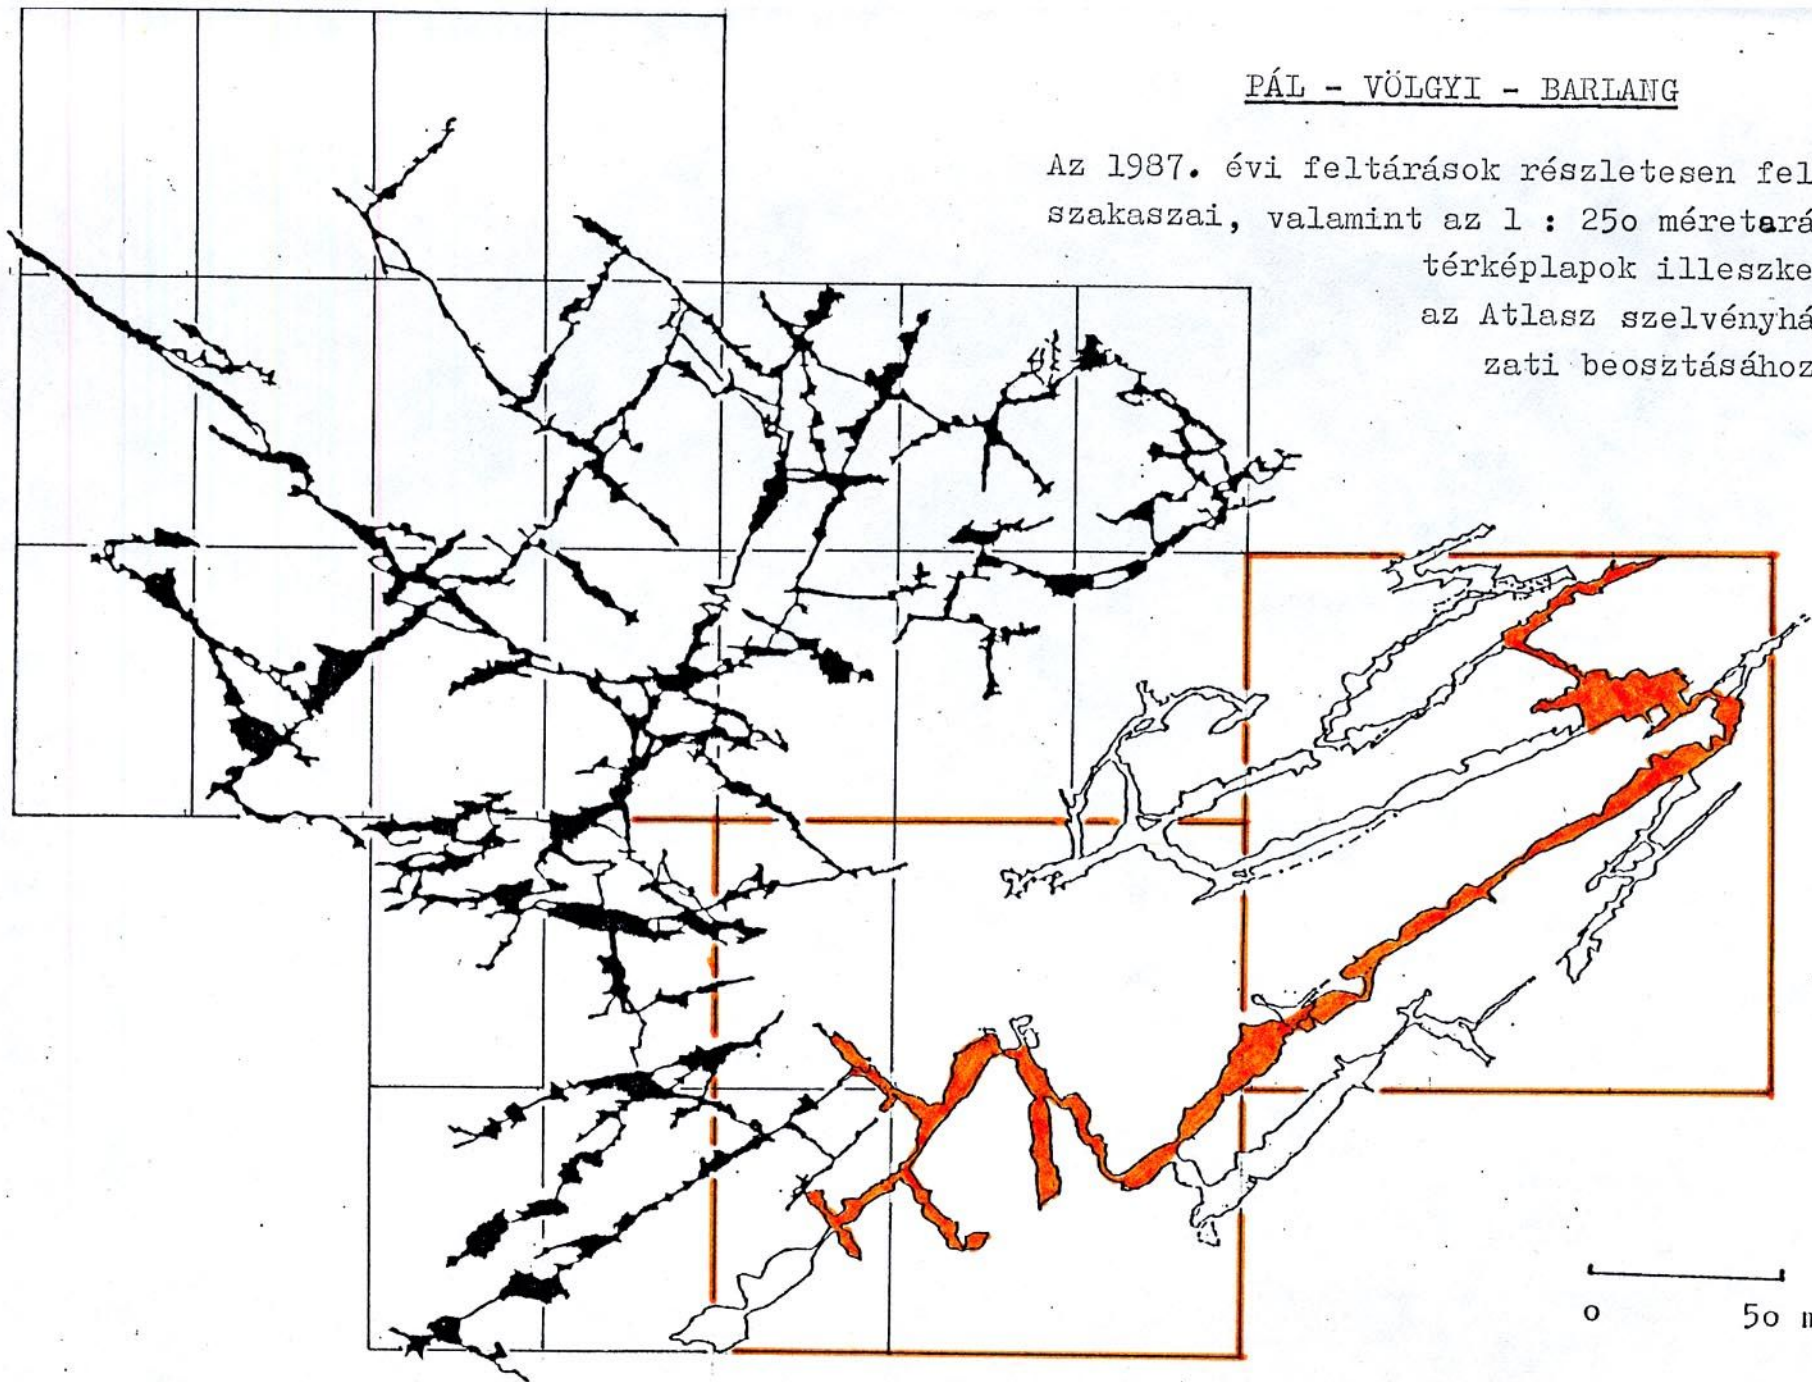 PÁL - VÖLGYI - BARLANG
Az 1987. évi feltárások részletesen fel
szakaszai, valamint az 1 : 25o méretará
térképlapok illeszke
az Atlasz szelvényhá
zati beosztásához
o 5o m